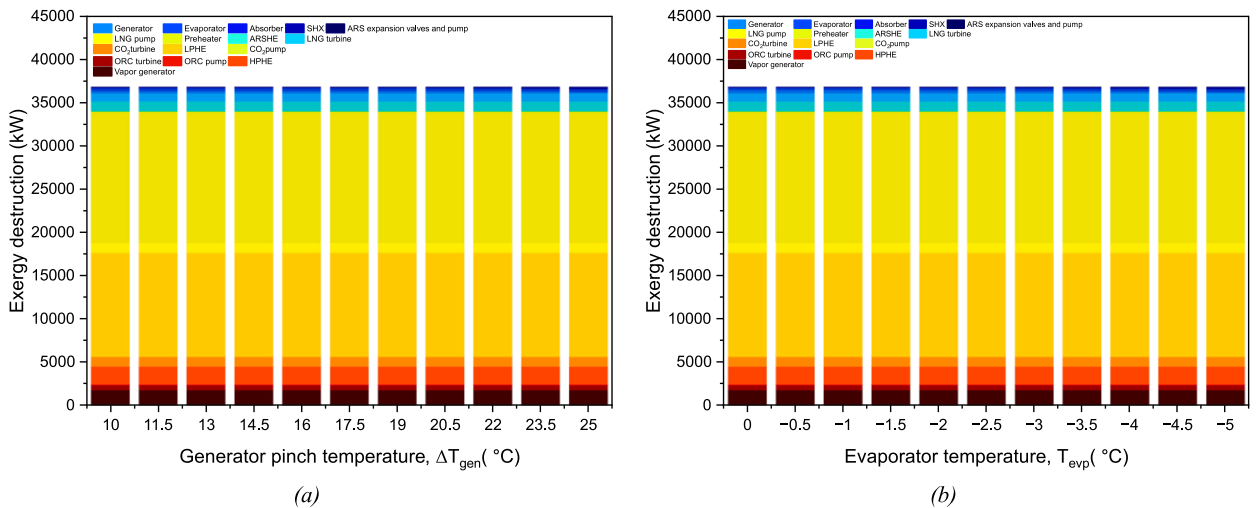 45000
40000
35000
30000
25000
20000
15000
10000
5000
0
Exergy destruction (kW)
Generator Evaporator Absorber SHX ARS expansion valves and pump
LNG pump Preheater ARSHE LNG turbine
CO2turbine LPHE CO2pump
ORC turbine ORC pump HPHE
Vapor generator
10 11.5 13 14.5 16 17.5 19 20.5 22 23.5 25
Generator pinch temperature, ΔTgen( °C)
(a)
45000
40000
35000
30000
25000
20000
15000
10000
5000
0
Exergy destruction (kW)
Generator Evaporator Absorber SHX ARS expansion valves and pump
LNG pump Preheater ARSHE LNG turbine
CO2turbine LPHE CO2pump
ORC turbine ORC pump HPHE
Vapor generator
0 −0.5 −1 −1.5 −2 −2.5 −3 −3.5 −4 −4.5 −5
Evaporator temperature, Tevp( °C)
(b)